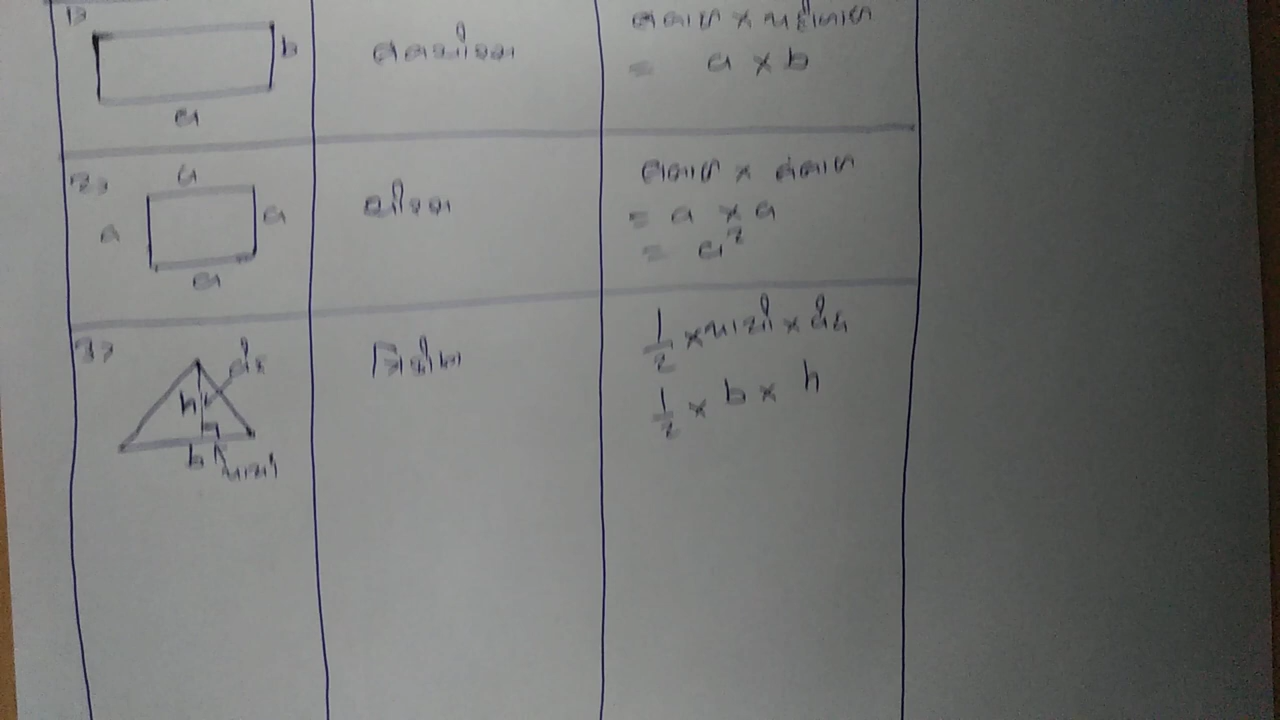 1)
b
a
લંબચોરસ
લંબાઈ × પહોળાઈ
= a × b
2)
a
a
a
a
ચોરસ
લંબાઈ × લંબાઈ
= a × a
= a²
3)
વેધ
h
b
પાયો
ત્રિકોણ
1/2 × પાયો × વેધ
1/2 × b × h